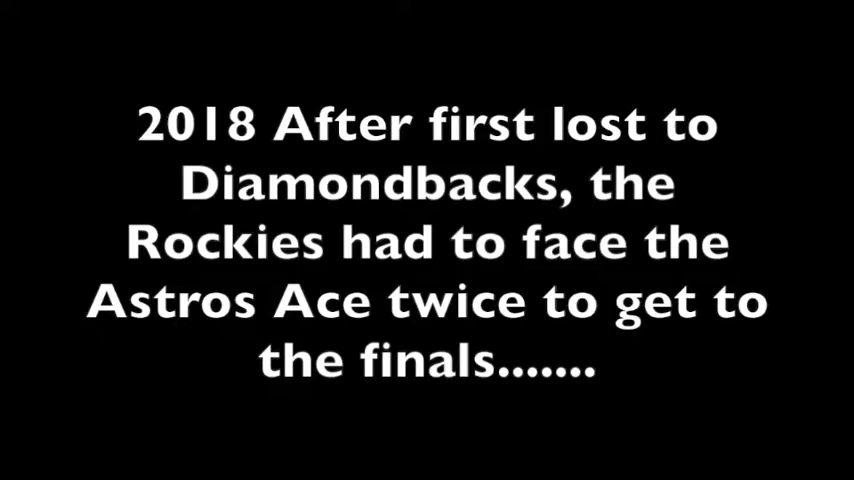 2018 After first lost to
Diamondbacks, the
Rockies had to face the
Astros Ace twice to get to
the finals.......